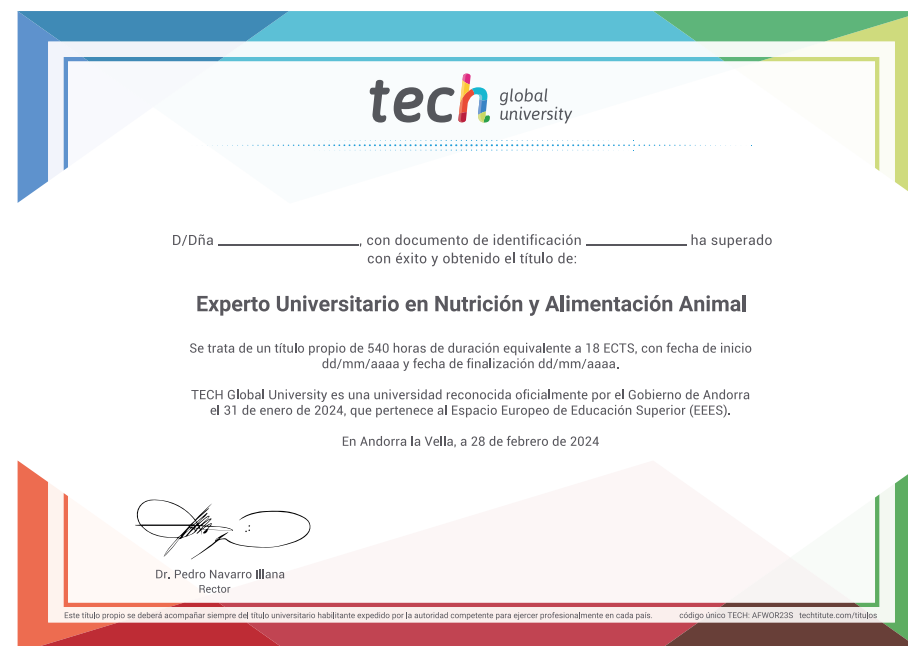 tech global
university
D/Dña ______________, con documento de identificación __________ ha superado
con éxito y obtenido el título de:
Experto Universitario en Nutrición y Alimentación Animal
Se trata de un título propio de 540 horas de duración equivalente a 18 ECTS, con fecha de inicio
dd/mm/aaaa y fecha de finalización dd/mm/aaaa.
TECH Global University es una universidad reconocida oficialmente por el Gobierno de Andorra
el 31 de enero de 2024, que pertenece al Espacio Europeo de Educación Superior (EEES).
En Andorra la Vella, a 28 de febrero de 2024
Dr. Pedro Navarro Illana
Rector
Este título propio se deberá acompañar siempre del título universitario habilitante expedido por la autoridad competente para ejercer profesionalmente en cada país. código único TECH: AFWOR23S techtitute.com/titulos